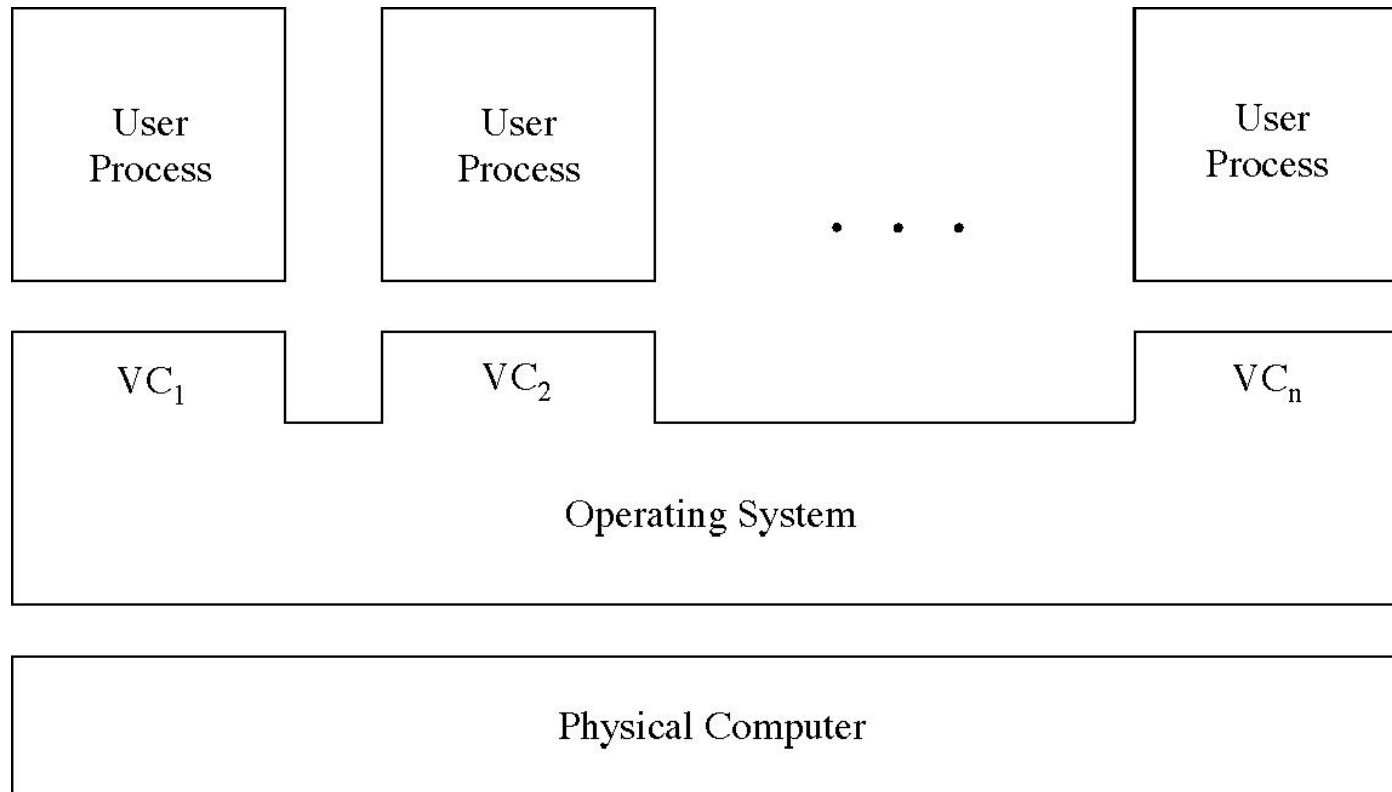 User
Process
User
Process
User
Process
. . .
VC1
VC2
VCn
Operating System
Physical Computer